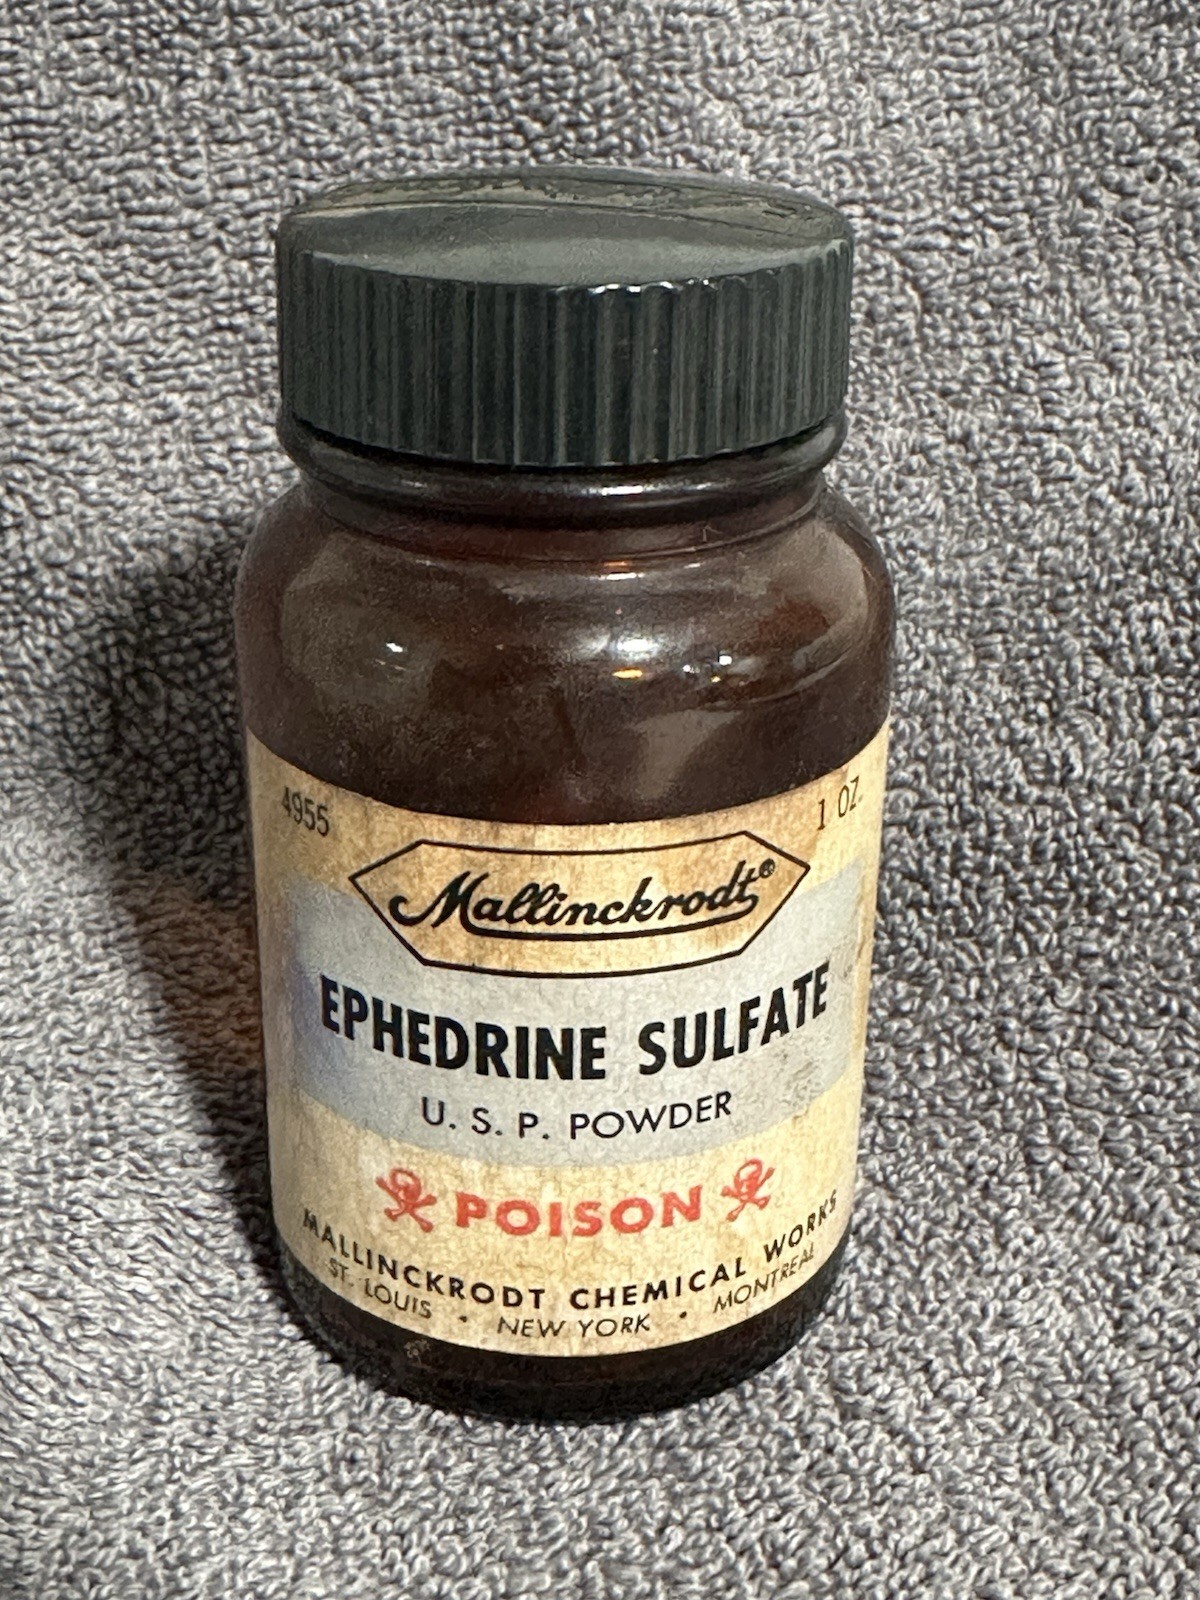 4955
1 OZ.
Mallinckrodt®
EPHEDRINE SULFATE
U. S. P. POWDER
POISON
MALLINCKRODT CHEMICAL WORKS
ST. LOUIS • NEW YORK • MONTREAL